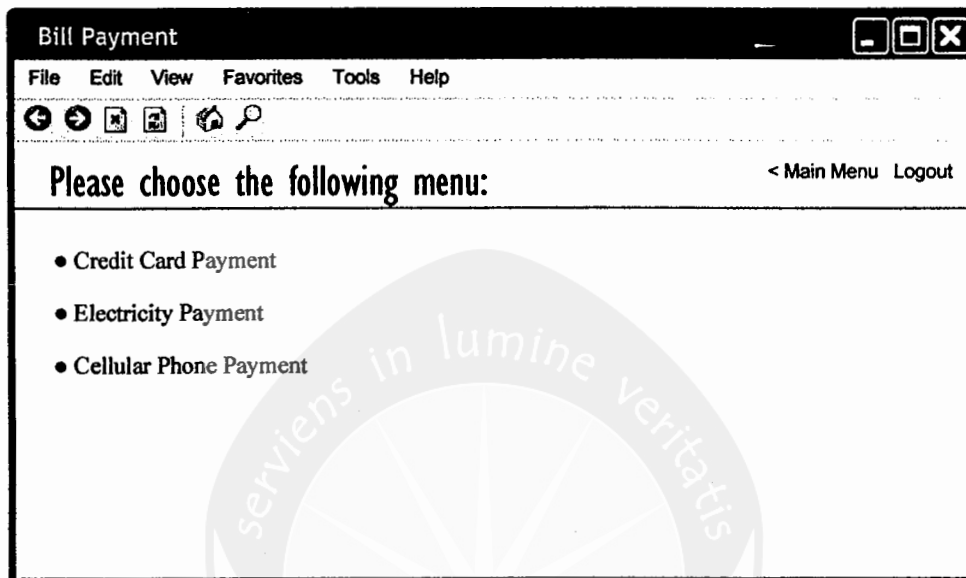 Bill Payment
File Edit View Favorites Tools Help
Please choose the following menu:
< Main Menu Logout
• Credit Card Payment
• Electricity Payment
• Cellular Phone Payment
serviens in lumine veritatis